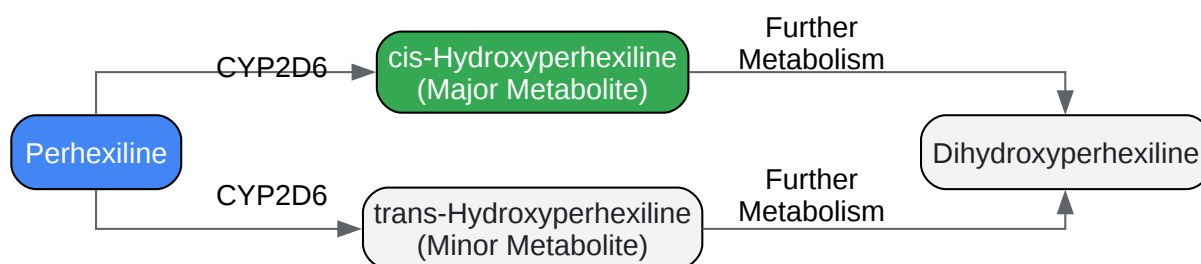 Perhexiline
CYP2D6
cis-Hydroxyperhexiline
(Major Metabolite)
Further
Metabolism
CYP2D6
trans-Hydroxyperhexiline
(Minor Metabolite)
Further
Metabolism
Dihydroxyperhexiline